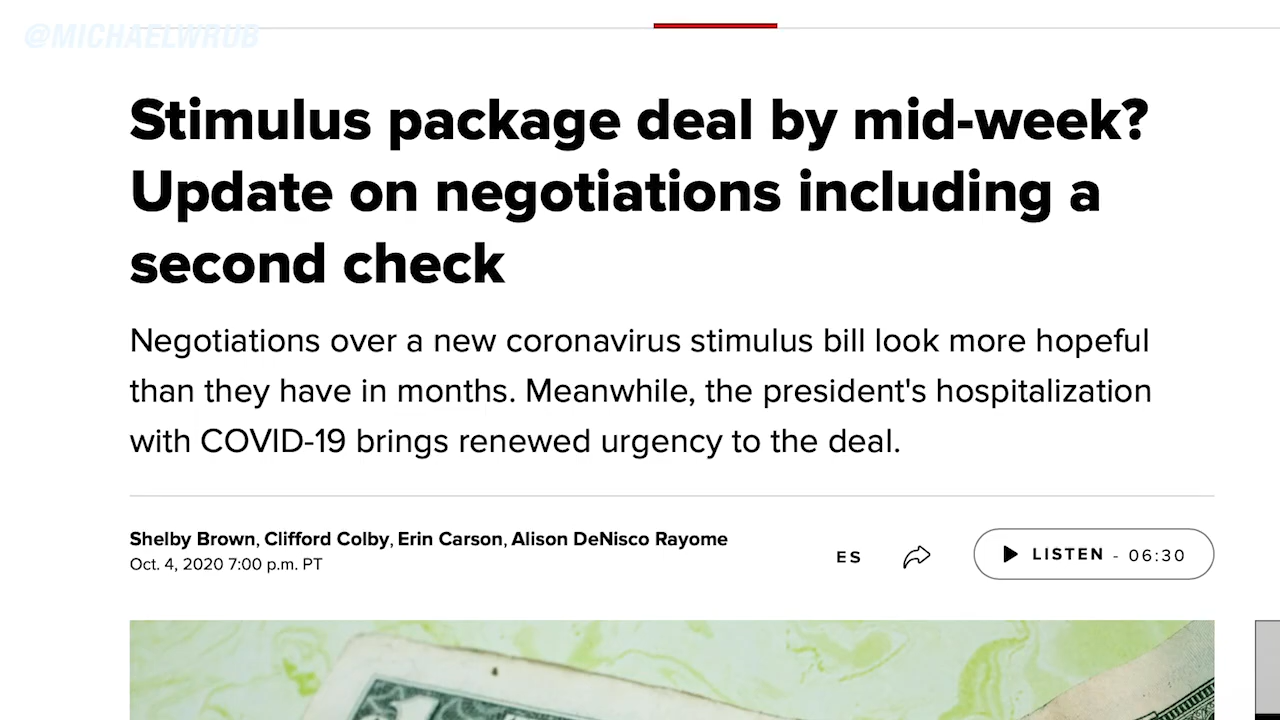 @MICHAELWRUB
Stimulus package deal by mid-week?
Update on negotiations including a
second check
Negotiations over a new coronavirus stimulus bill look more hopeful
than they have in months. Meanwhile, the president's hospitalization
with COVID-19 brings renewed urgency to the deal.
Shelby Brown, Clifford Colby, Erin Carson, Alison DeNisco Rayome
Oct. 4, 2020 7:00 p.m. PT
ES
LISTEN - 06:30